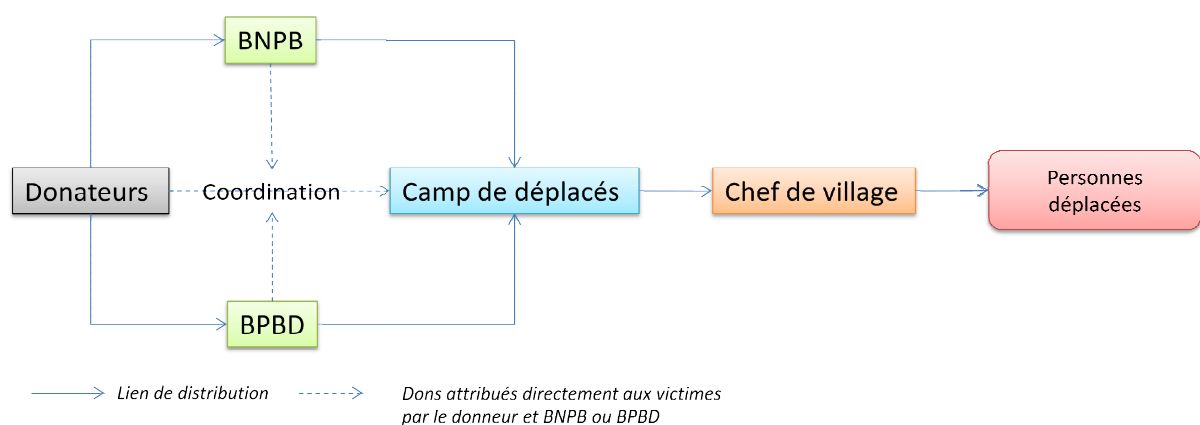 BNPB
Donateurs
Coordination
Camp de déplacés
Chef de village
Personnes
déplacées
BPBD
Lien de distribution
Dons attribués directement aux victimes
par le donneur et BNPB ou BPBD